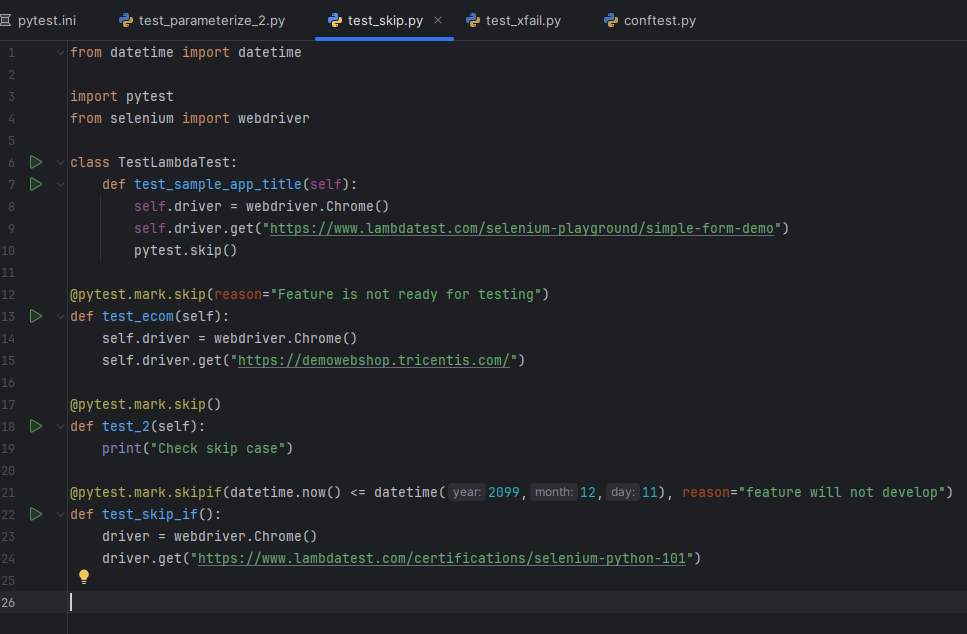 pytest.ini test_parameterize_2.py test_skip.py × test_xfail.py conftest.py
1 from datetime import datetime
2
3 import pytest
4 from selenium import webdriver
5
6 class TestLambdaTest:
7 def test_sample_app_title(self):
8 self.driver = webdriver.Chrome()
9 self.driver.get("https://www.lambdatest.com/selenium-playground/simple-form-demo")
10 pytest.skip()
11
12 @pytest.mark.skip(reason="Feature is not ready for testing")
13 def test_ecom(self):
14 self.driver = webdriver.Chrome()
15 self.driver.get("https://demowebshop.tricentis.com/")
16
17 @pytest.mark.skip()
18 def test_2(self):
19 print("Check skip case")
20
21 @pytest.mark.skipif(datetime.now() <= datetime( year: 2099, month: 12, day: 11), reason="feature will not develop")
22 def test_skip_if():
23 driver = webdriver.Chrome()
24 driver.get("https://www.lambdatest.com/certifications/selenium-python-101")
25
26